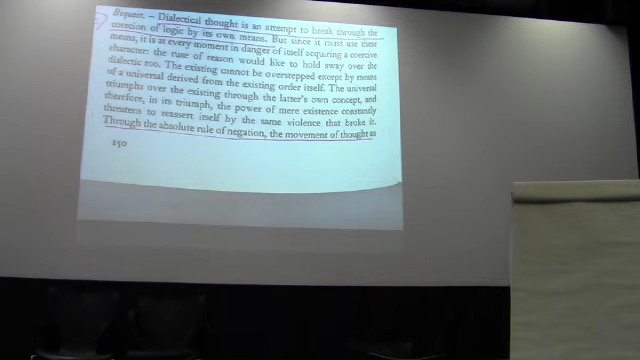 Bequest. – Dialectical thought is an attempt to break through the
coercion of logic by its own means. But since it must use these
means, it is at every moment in danger of itself acquiring a coercive
character: the ruse of reason would like to hold sway over the
dialectic too. The existing cannot be overstepped except by means
of a universal derived from the existing order itself. The universal
triumphs over the existing through the latter's own concept, and
therefore, in its triumph, the power of mere existence constantly
threatens to reassert itself by the same violence that broke it.
Through the absolute rule of negation, the movement of thought as
150